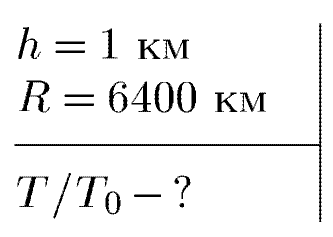 h = 1 км
R = 6400 км
T/T₀ − ?